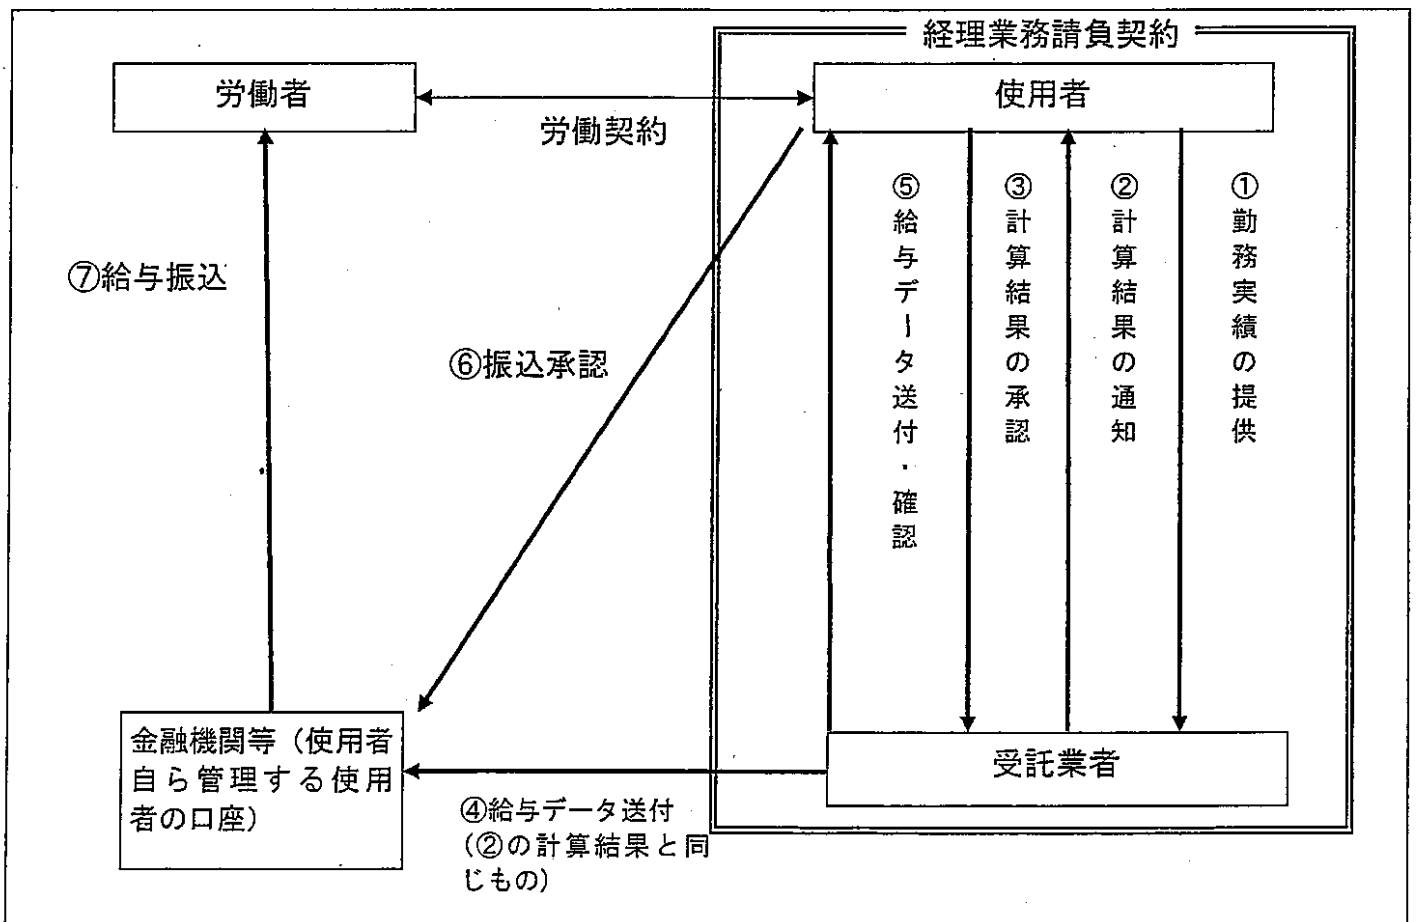 経理業務請負契約
労働者
使用者
労働契約
①勤務実績の提供
②計算結果の通知
③計算結果の承認
⑤給与データ送付・確認
⑦給与振込
⑥振込承認
金融機関等（使用者
自ら管理する使用
者の口座）
受託業者
④給与データ送付
（②の計算結果と同
じもの）